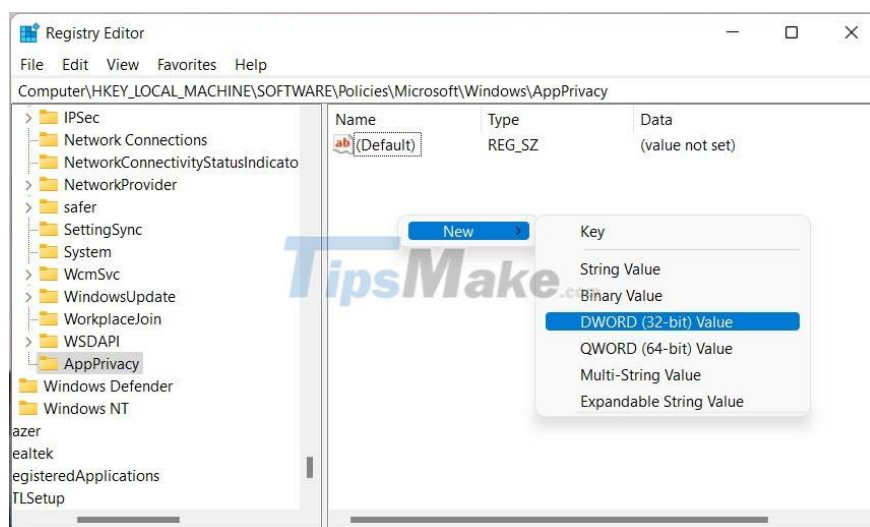 Registry Editor
File Edit View Favorites Help
Computer\HKEY_LOCAL_MACHINE\SOFTWARE\Policies\Microsoft\Windows\AppPrivacy
IPSec
Network Connections
NetworkConnectivityStatusIndicato
NetworkProvider
safer
SettingSync
System
WcmSvc
WindowsUpdate
WorkplaceJoin
WSDAPI
AppPrivacy
Windows Defender
Windows NT
azer
ealtek
egisteredApplications
TLSetup
Name Type Data
ab (Default) REG_SZ (value not set)
New
Key
String Value
Binary Value
DWORD (32-bit) Value
QWORD (64-bit) Value
Multi-String Value
Expandable String Value
TipsMake.com